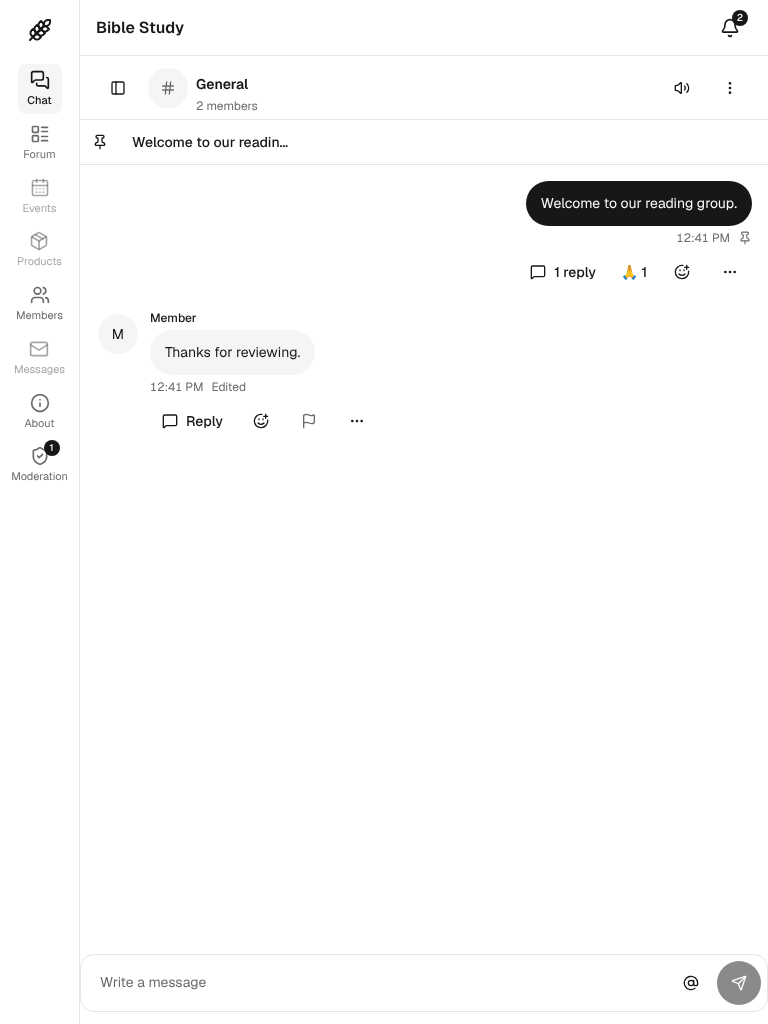 Bible Study
2
Chat
Forum
Events
Products
Members
Messages
About
1
Moderation
General
2 members
Welcome to our readin...
Welcome to our reading group.
12:41 PM
1 reply
🙏 1
M
Member
Thanks for reviewing.
12:41 PM Edited
Reply
Write a message